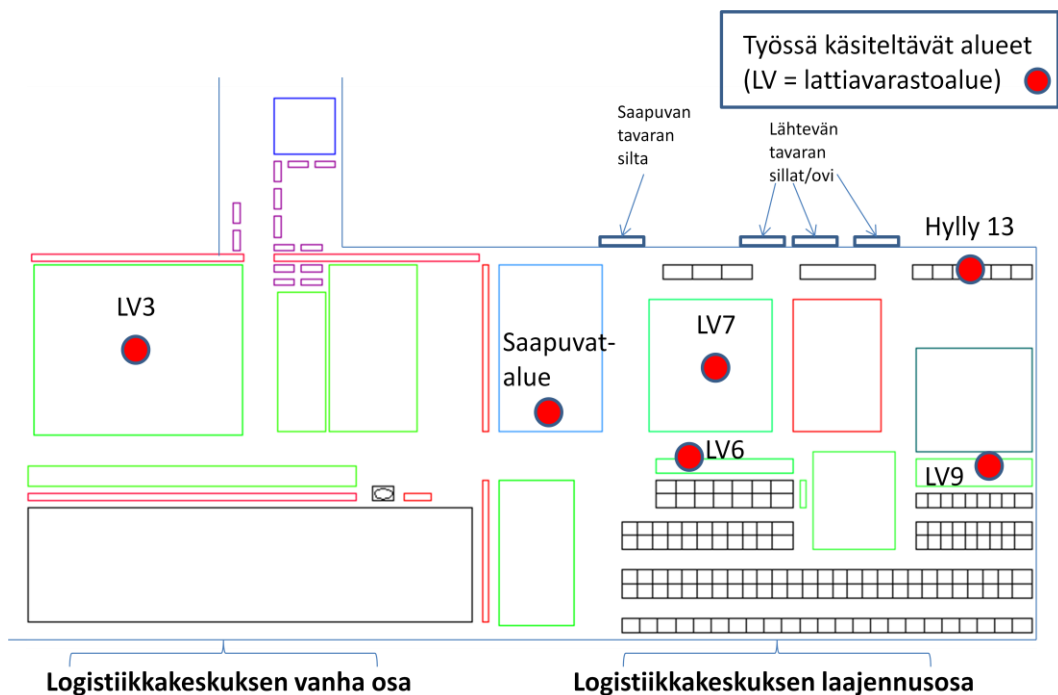 Työssä käsiteltävät alueet
(LV = lattiavarastoalue)
Saapuvan
tavaran
silta
Lähtevän
tavaran
sillat/ovi
Hylly 13
LV3
Saapuvat-
alue
LV7
LV6
LV9
Logistiikkakeskuksen vanha osa
Logistiikkakeskuksen laajennusosa